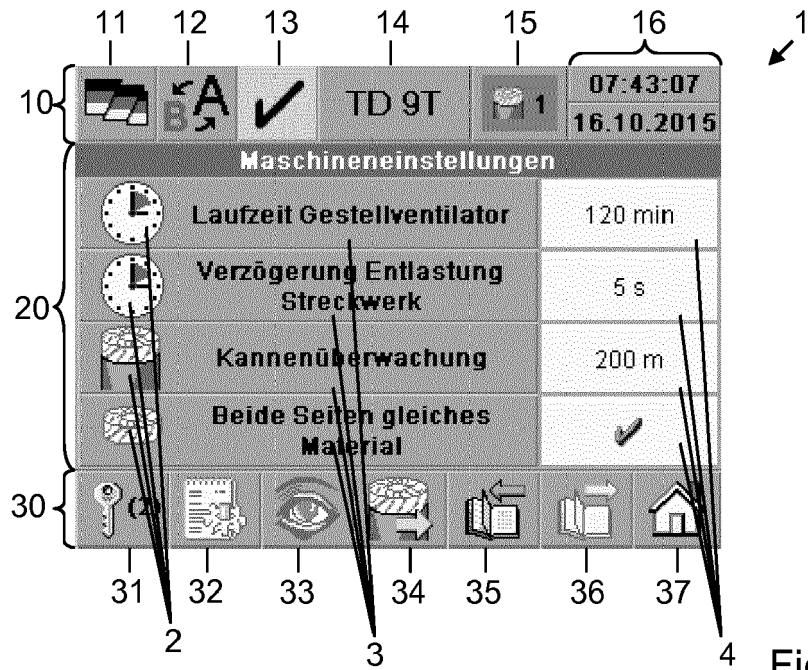 11 12 13 14 15 16 1
10
B A
TD 9T
1
07:43:07
16.10.2015
20
Maschineneinstellungen
Laufzeit Gestellventilator
120 min
Verzögerung Entlastung
Streckwerk
5 s
Kannenüberwachung
200 m
Beide Seiten gleiches
Material
30
(2)
31 32 33 34 35 36 37
2 3 4